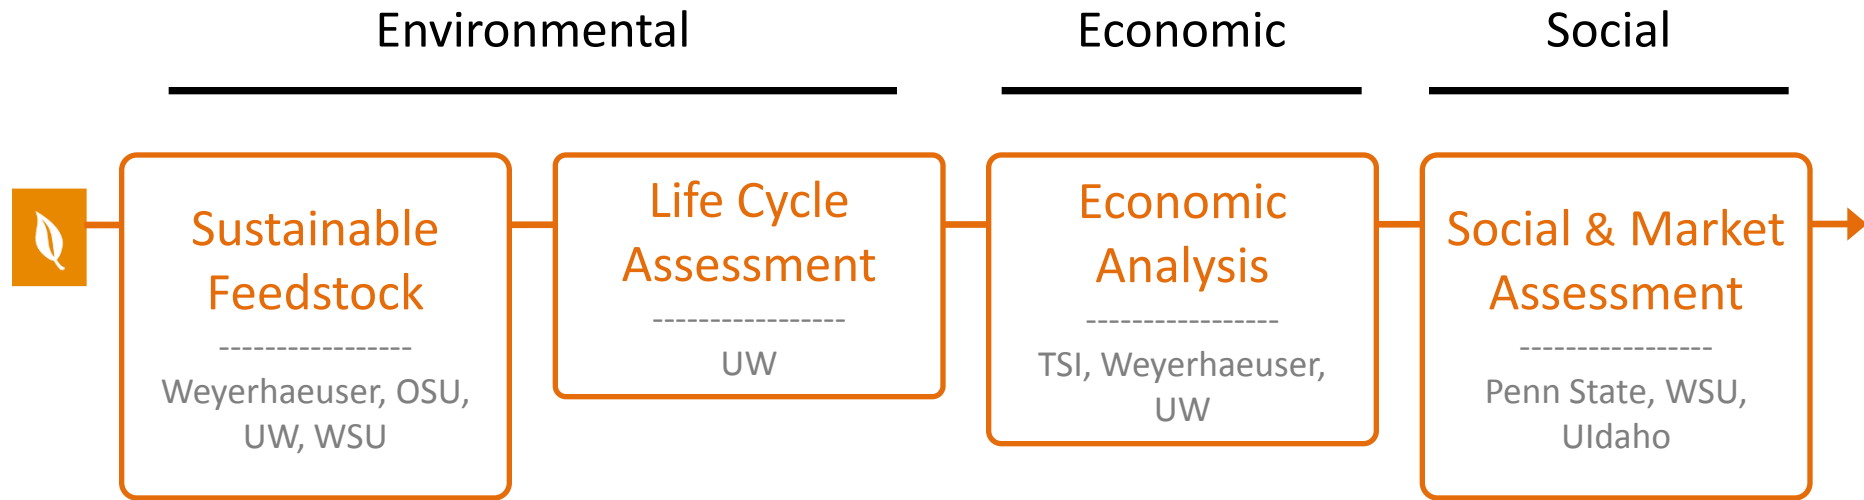 Environmental
Economic
Social
Sustainable
Feedstock
-----------------
Weyerhaeuser, OSU,
UW, WSU
Life Cycle
Assessment
-----------------
UW
Economic
Analysis
-----------------
TSI, Weyerhaeuser,
UW
Social & Market
Assessment
-----------------
Penn State, WSU,
UIdaho